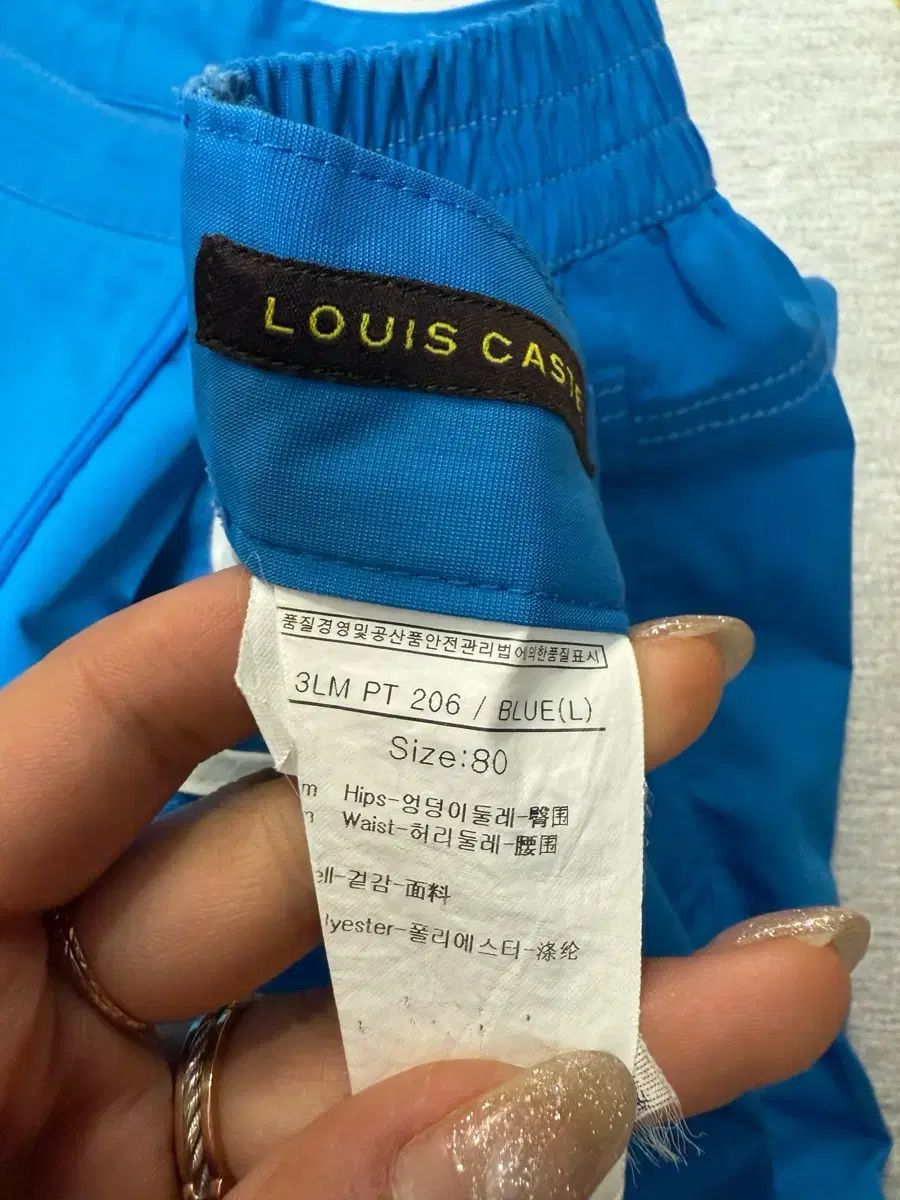 LOUIS CASTE
품질경영및공산품안전관리법에의한품질표시
3LM PT 206 / BLUE(L)
Size:80
m Hips-엉덩이둘레-臀围
Waist-허리둘레-腰围
ell-겉감-面料
lyester-폴리에스터-涤纶